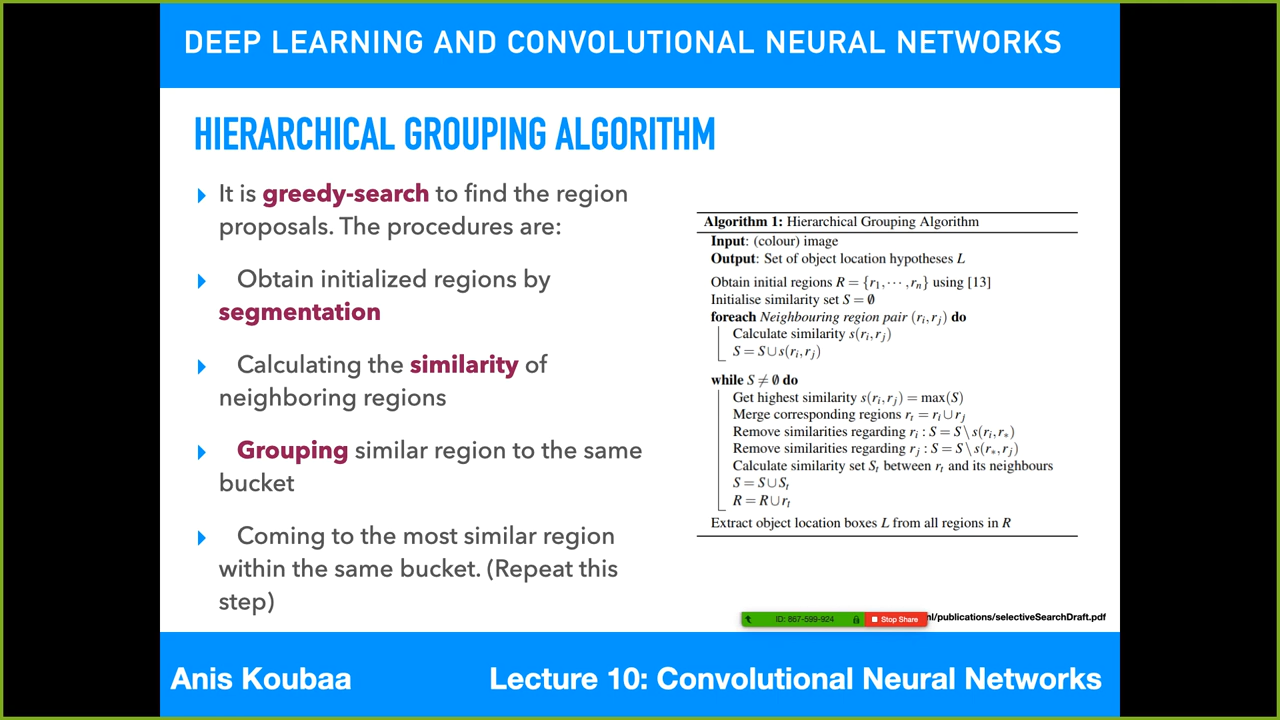 DEEP LEARNING AND CONVOLUTIONAL NEURAL NETWORKS
HIERARCHICAL GROUPING ALGORITHM
It is greedy-search to find the region
proposals. The procedures are:
Obtain initialized regions by
segmentation
Calculating the similarity of
neighboring regions
Grouping similar region to the same
bucket
Coming to the most similar region
within the same bucket. (Repeat this
step)
Algorithm 1: Hierarchical Grouping Algorithm
Input: (colour) image
Output: Set of object location hypotheses L
Obtain initial regions R = {r₁,⋯,rₙ} using [13]
Initialise similarity set S = ∅
foreach Neighbouring region pair (rᵢ,rⱼ) do
Calculate similarity s(rᵢ,rⱼ)
S = S∪s(rᵢ,rⱼ)
while S ≠ ∅ do
Get highest similarity s(rᵢ,rⱼ) = max(S)
Merge corresponding regions rₜ = rᵢ∪rⱼ
Remove similarities regarding rᵢ : S = S\s(rᵢ,r*)
Remove similarities regarding rⱼ : S = S\s(r*,rⱼ)
Calculate similarity set Sₜ between rₜ and its neighbours
S = S∪Sₜ
R = R∪rₜ
Extract object location boxes L from all regions in R
ID: 867-599-924 Stop Share nl/publications/selectiveSearchDraft.pdf
Anis Koubaa Lecture 10: Convolutional Neural Networks